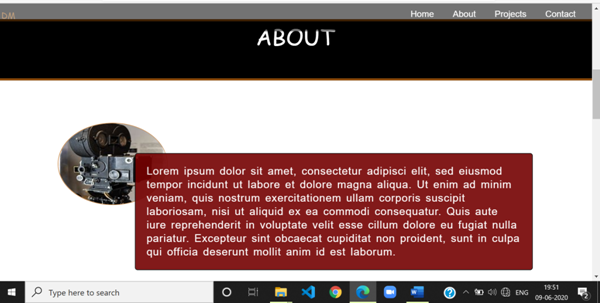 Home About Projects Contact
ABOUT
Lorem ipsum dolor sit amet, consectetur adipisci elit, sed eiusmod
tempor incidunt ut labore et dolore magna aliqua. Ut enim ad minim
veniam, quis nostrum exercitationem ullam corporis suscipit
laboriosam, nisi ut aliquid ex ea commodi consequatur. Quis aute
iure reprehenderit in voluptate velit esse cillum dolore eu fugiat nulla
pariatur. Excepteur sint obcaecat cupiditat non proident, sunt in culpa
qui officia deserunt mollit anim id est laborum.
Type here to search
ENG
19:51
09-06-2020
2